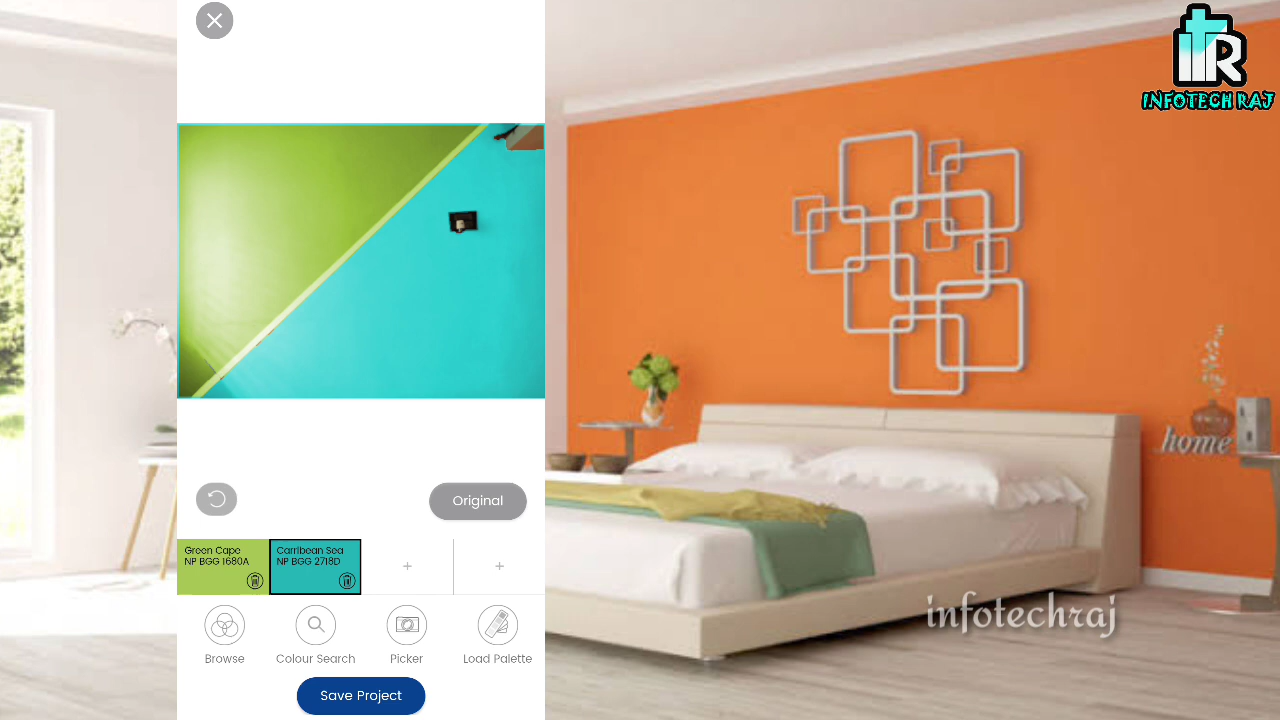 INFOTECH RAJ
Original
Green Cape
NP BGG 1680A
Carribean Sea
NP BGG 2718D
Browse
Colour Search
Picker
Load Palette
Save Project
home
infotechraj